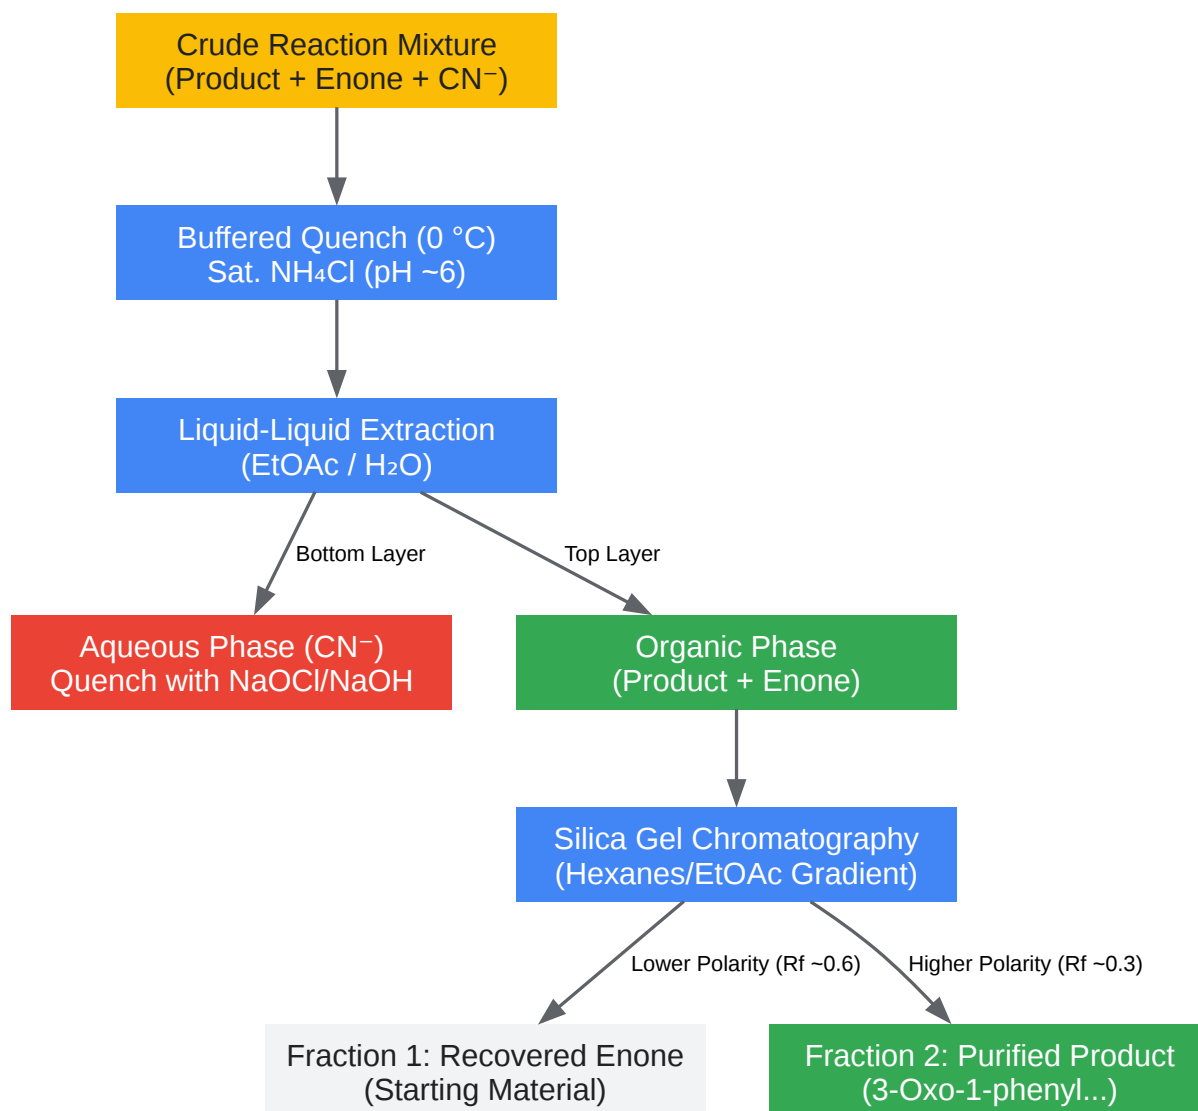 Crude Reaction Mixture
(Product + Enone + CN⁻)
Buffered Quench (0 °C)
Sat. NH₄Cl (pH ~6)
Liquid-Liquid Extraction
(EtOAc / H₂O)
Bottom Layer
Top Layer
Aqueous Phase (CN⁻)
Quench with NaOCl/NaOH
Organic Phase
(Product + Enone)
Silica Gel Chromatography
(Hexanes/EtOAc Gradient)
Lower Polarity (Rf ~0.6)
Higher Polarity (Rf ~0.3)
Fraction 1: Recovered Enone
(Starting Material)
Fraction 2: Purified Product
(3-Oxo-1-phenyl...)